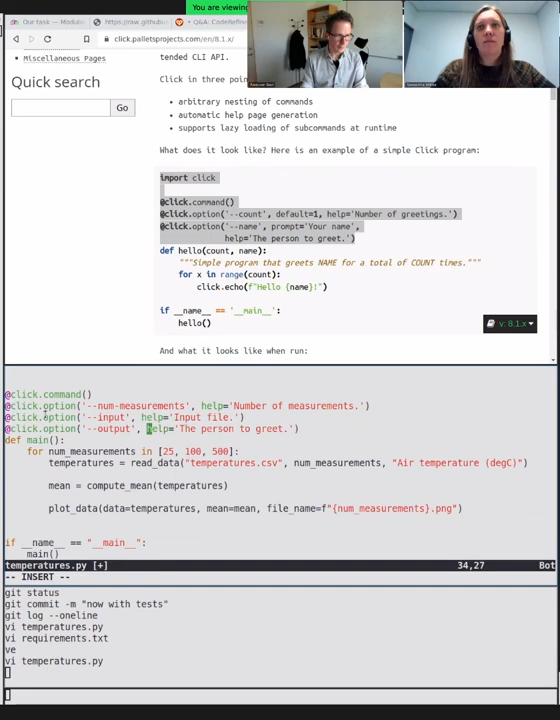 You are viewing
Our task — Modul
https://raw.github
Q&A: CodeRefine
click.palletsprojects.com/en/8.1.x/
Miscellaneous Pages
Quick search
Go
tended CLI API.
Click in three poin
arbitrary nesting of commands
automatic help page generation
supports lazy loading of subcommands at runtime
What does it look like? Here is an example of a simple Click program:
import click
@click.command()
@click.option('--count', default=1, help='Number of greetings.')
@click.option('--name', prompt='Your name',
help='The person to greet.')
def hello(count, name):
"""Simple program that greets NAME for a total of COUNT times."""
for x in range(count):
click.echo(f"Hello {name}!")
if __name__ == '__main__':
hello()
v: 8.1.x
And what it looks like when run:
@click.command()
@click.option('--num-measurements', help='Number of measurements.')
@click.option('--input', help='Input file.')
@click.option('--output', help='The person to greet.')
def main():
for num_measurements in [25, 100, 500]:
temperatures = read_data("temperatures.csv", num_measurements, "Air temperature (degC)")
mean = compute_mean(temperatures)
plot_data(data=temperatures, mean=mean, file_name=f"{num_measurements}.png")
if __name__ == "__main__":
main()
temperatures.py [+] 34,27 Bot
-- INSERT --
git status
git commit -m "now with tests"
git log --oneline
vi temperatures.py
vi requirements.txt
ve
vi temperatures.py